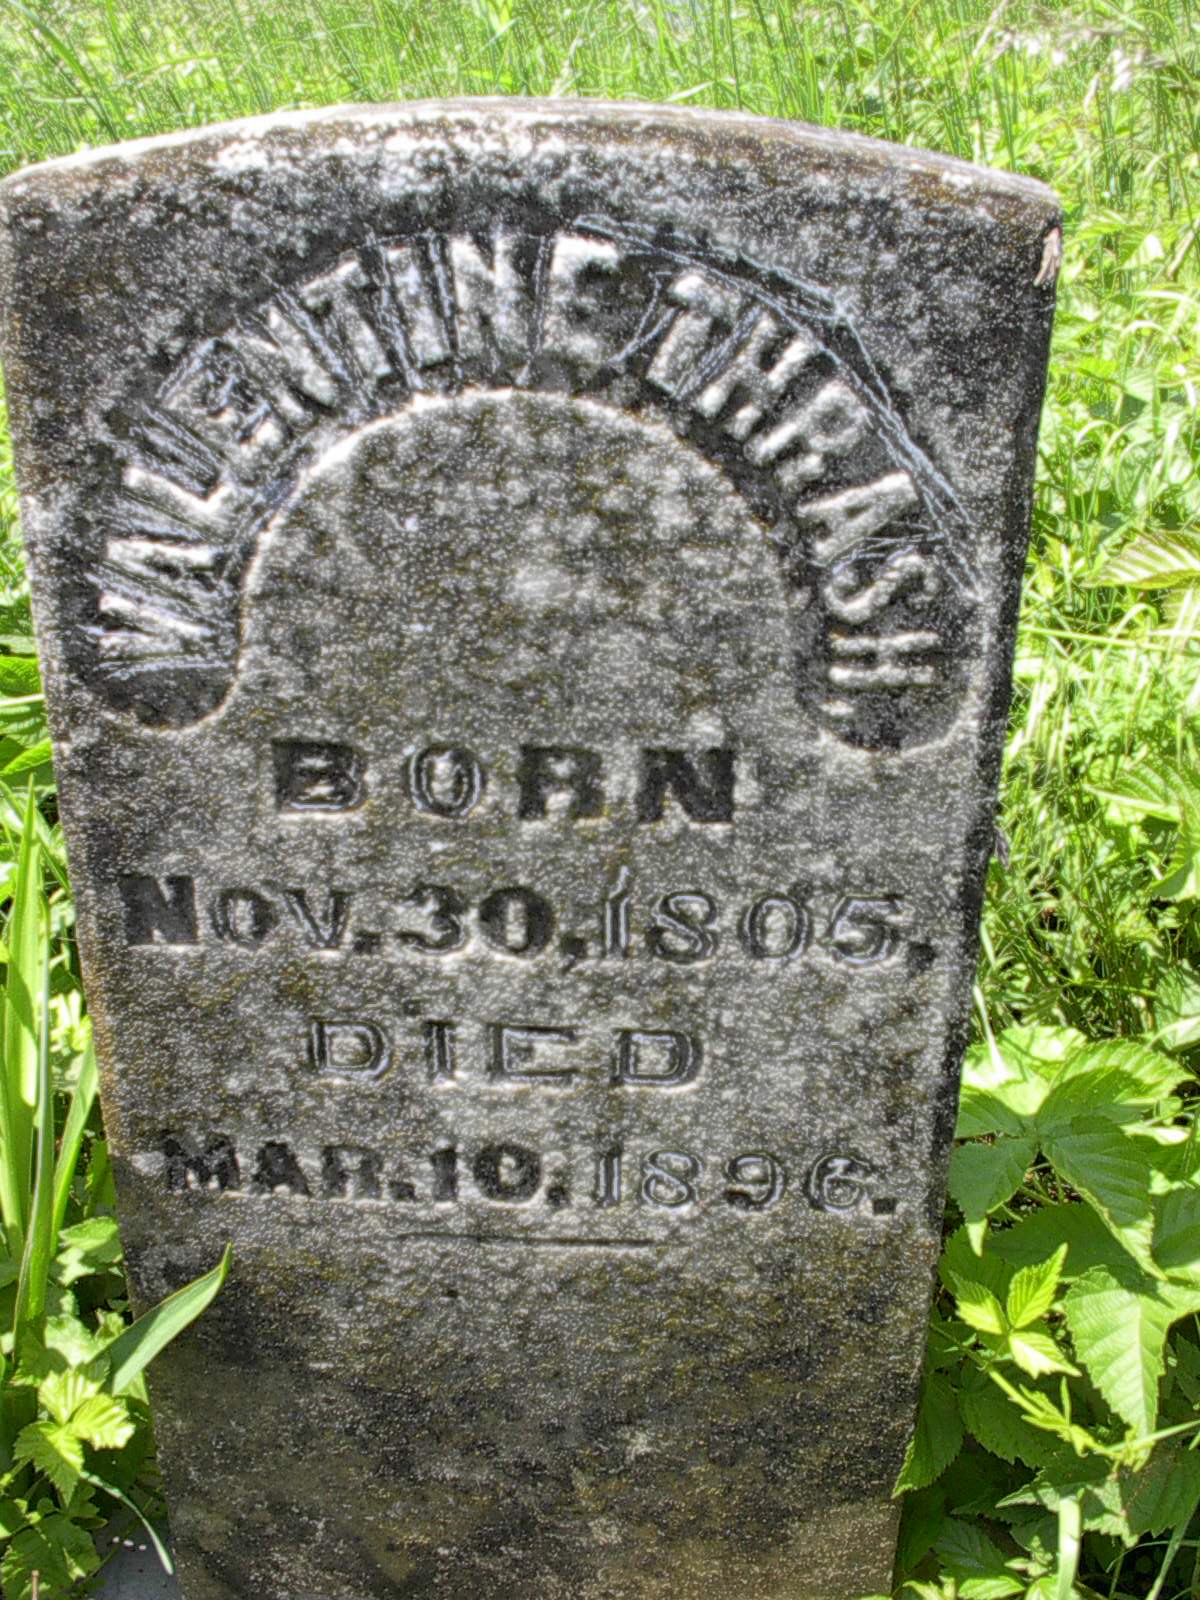 VALENTINE THRASH
BORN
NOV. 30, 1805.
DIED
MAR. 10, 1896.